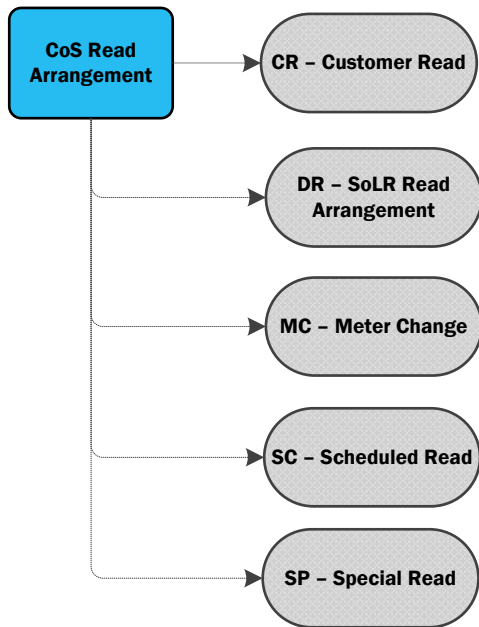 CoS Read
Arrangement
CR – Customer Read
DR – SoLR Read
Arrangement
MC – Meter Change
SC – Scheduled Read
SP – Special Read